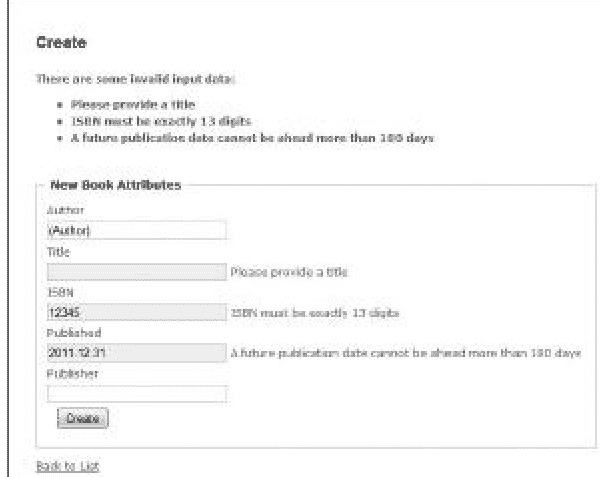 Create
There are some invalid input data:
Please provide a title
ISBN must be exactly 13 digits
A future publication date cannot be ahead more than 180 days
New Book Attributes
Author
(Author)
Title
Please provide a title
ISBN
12345 ISBN must be exactly 13 digits
Published
2011.12.31 A future publication date cannot be ahead more than 180 days
Publisher
Create
Back to List